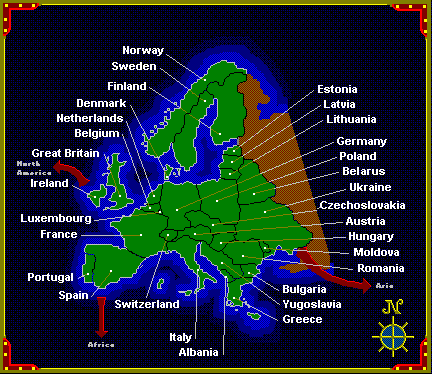 Norway
Sweden
Finland
Denmark
Netherlands
Belgium
Great Britain
North
America
Ireland
Luxembourg
France
Portugal
Spain
Switzerland
Africa
Italy
Albania
Estonia
Latvia
Lithuania
Germany
Poland
Belarus
Ukraine
Czechoslovakia
Austria
Hungary
Moldova
Romania
Asia
Bulgaria
Yugoslavia
Greece
N